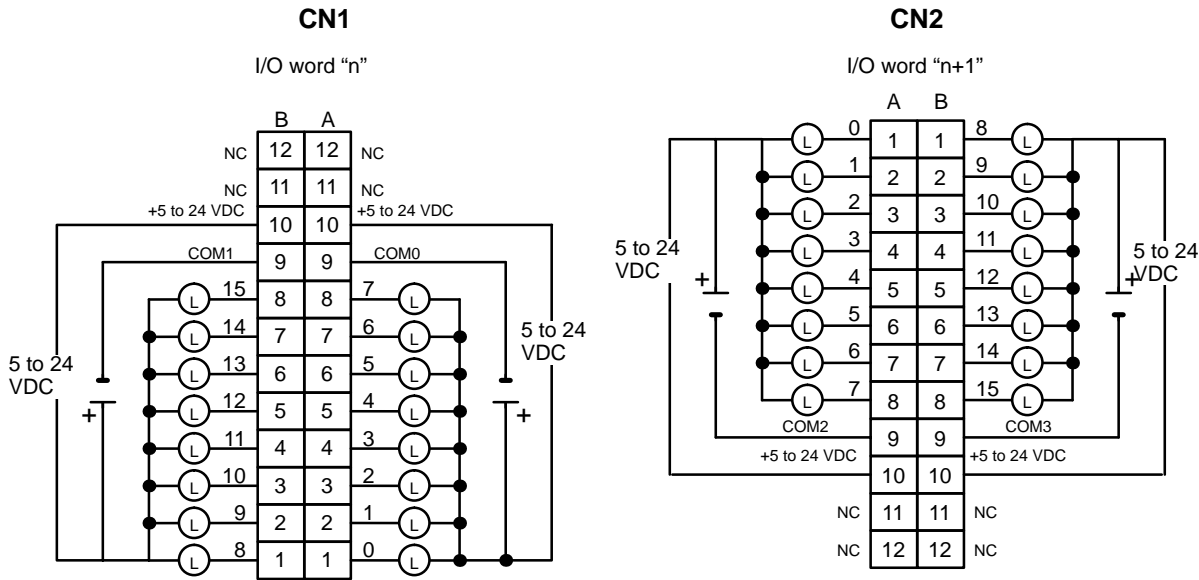 CN1
I/O word “n”
B A
NC 12 12 NC
NC 11 11 NC
+5 to 24 VDC 10 10 +5 to 24 VDC
COM1 9 9 COM0
L 15 8 8 7 L
L 14 7 7 6 L
L 13 6 6 5 L
L 12 5 5 4 L
L 11 4 4 3 L
L 10 3 3 2 L
L 9 2 2 1 L
L 8 1 1 0 L
5 to 24
VDC
+
5 to 24
VDC
+
CN2
I/O word “n+1”
A B
L 0 1 1 8 L
L 1 2 2 9 L
L 2 3 3 10 L
L 3 4 4 11 L
L 4 5 5 12 L
L 5 6 6 13 L
L 6 7 7 14 L
L 7 8 8 15 L
COM2 9 9 COM3
+5 to 24 VDC 10 10 +5 to 24 VDC
NC 11 11 NC
NC 12 12 NC
5 to 24
VDC
+
5 to 24
VDC
+